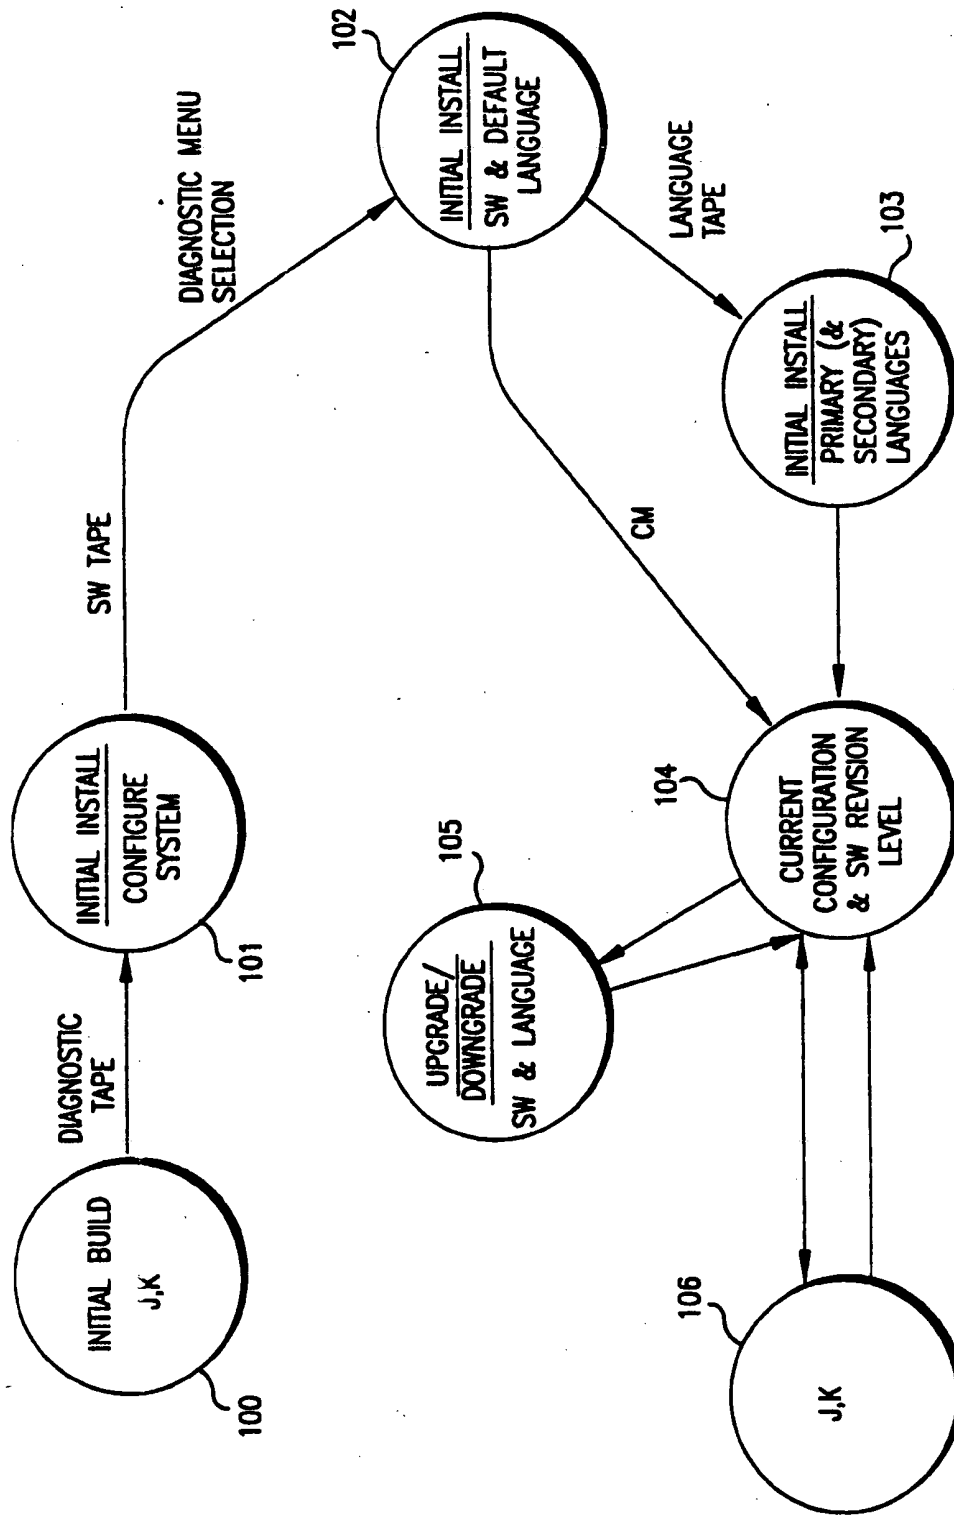 INITIAL BUILD
J,K
100
DIAGNOSTIC
TAPE
INITIAL INSTALL
CONFIGURE
SYSTEM
101
SW TAPE
DIAGNOSTIC MENU
SELECTION
102
INITIAL INSTALL
SW & DEFAULT
LANGUAGE
LANGUAGE
TAPE
103
INITIAL INSTALL
PRIMARY (&
SECONDARY)
LANGUAGES
CM
104
CURRENT
CONFIGURATION
& SW REVISION
LEVEL
105
UPGRADE/
DOWNGRADE
SW & LANGUAGE
106
J,K